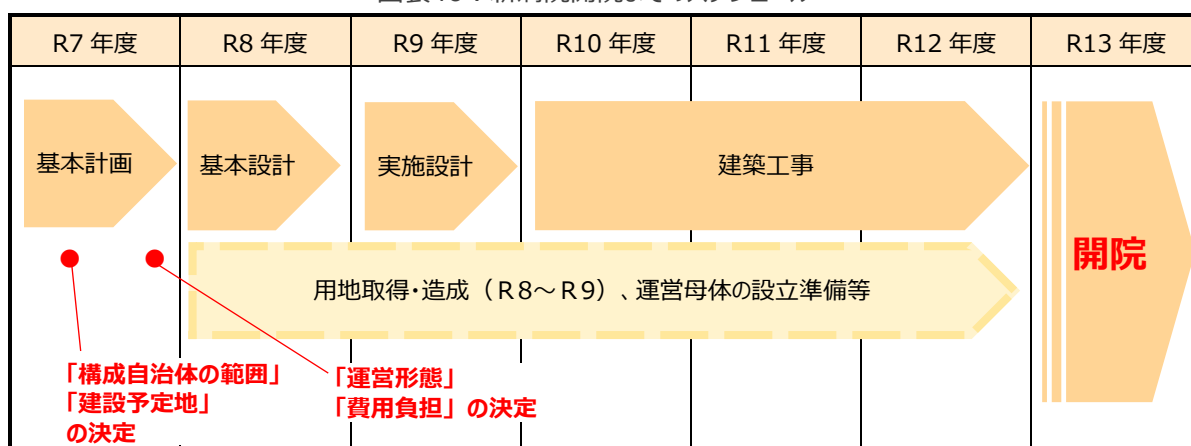 R7 年度
R8 年度
R9 年度
R10 年度
R11 年度
R12 年度
R13 年度
基本計画
基本設計
実施設計
建築工事
開院
用地取得・造成（R8～R9）、運営母体の設立準備等
「構成自治体の範囲」
「建設予定地」
の決定
「運営形態」
「費用負担」の決定